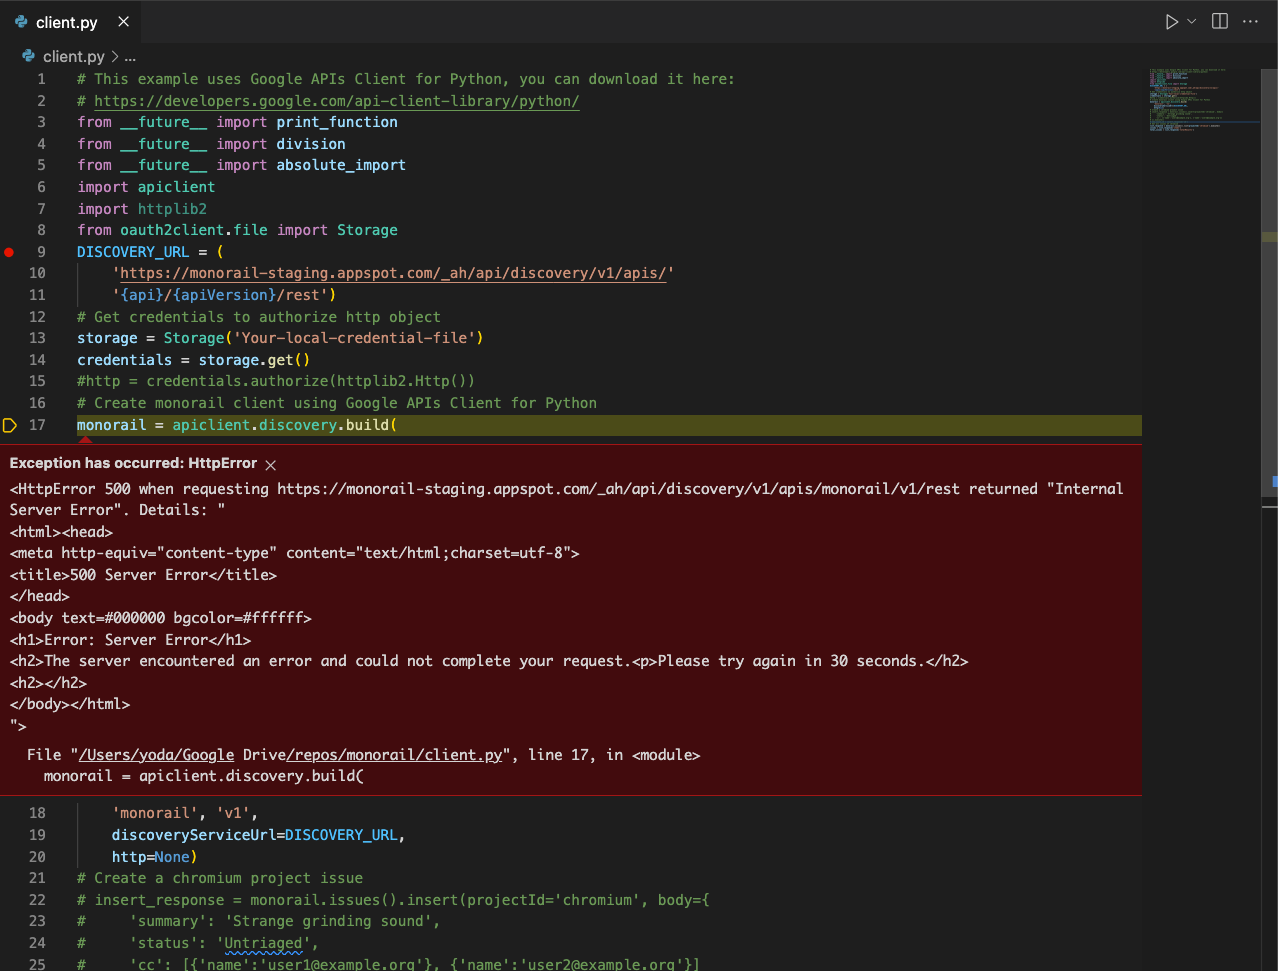 client.py
client.py > ...
1 # This example uses Google APIs Client for Python, you can download it here:
2 # https://developers.google.com/api-client-library/python/
3 from __future__ import print_function
4 from __future__ import division
5 from __future__ import absolute_import
6 import apiclient
7 import httplib2
8 from oauth2client.file import Storage
9 DISCOVERY_URL = (
10 'https://monorail-staging.appspot.com/_ah/api/discovery/v1/apis/'
11 '{api}/{apiVersion}/rest')
12 # Get credentials to authorize http object
13 storage = Storage('Your-local-credential-file')
14 credentials = storage.get()
15 #http = credentials.authorize(httplib2.Http())
16 # Create monorail client using Google APIs Client for Python
17 monorail = apiclient.discovery.build(
Exception has occurred: HttpError
<HttpError 500 when requesting https://monorail-staging.appspot.com/_ah/api/discovery/v1/apis/monorail/v1/rest returned "Internal
Server Error". Details: "
<html><head>
<meta http-equiv="content-type" content="text/html;charset=utf-8">
<title>500 Server Error</title>
</head>
<body text=#000000 bgcolor=#ffffff>
<h1>Error: Server Error</h1>
<h2>The server encountered an error and could not complete your request.<p>Please try again in 30 seconds.</h2>
<h2></h2>
</body></html>
">
File "/Users/yoda/Google Drive/repos/monorail/client.py", line 17, in <module>
monorail = apiclient.discovery.build(
18 'monorail', 'v1',
19 discoveryServiceUrl=DISCOVERY_URL,
20 http=None)
21 # Create a chromium project issue
22 # insert_response = monorail.issues().insert(projectId='chromium', body={
23 # 'summary': 'Strange grinding sound',
24 # 'status': 'Untriaged',
25 # 'cc': [{'name':'user1@example.org'}, {'name':'user2@example.org'}]